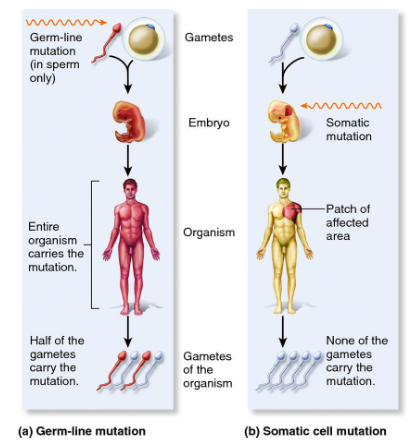 Germ-line
mutation
(in sperm
only)
Gametes
Embryo
Somatic
mutation
Entire
organism
carries the
mutation.
Organism
Patch of
affected
area
Half of the
gametes
carry the
mutation.
Gametes
of the
organism
None of the
gametes
carry the
mutation.
(a) Germ-line mutation
(b) Somatic cell mutation